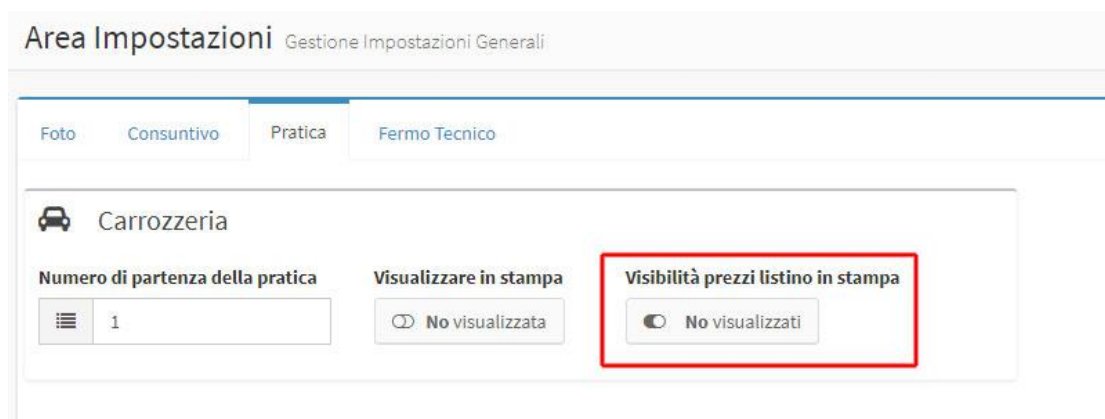 Area Impostazioni Gestione Impostazioni Generali
Foto Consuntivo Pratica Fermo Tecnico
Carrozzeria
Numero di partenza della pratica Visualizzare in stampa Visibilità prezzi listino in stampa
1 No visualizzata No visualizzati